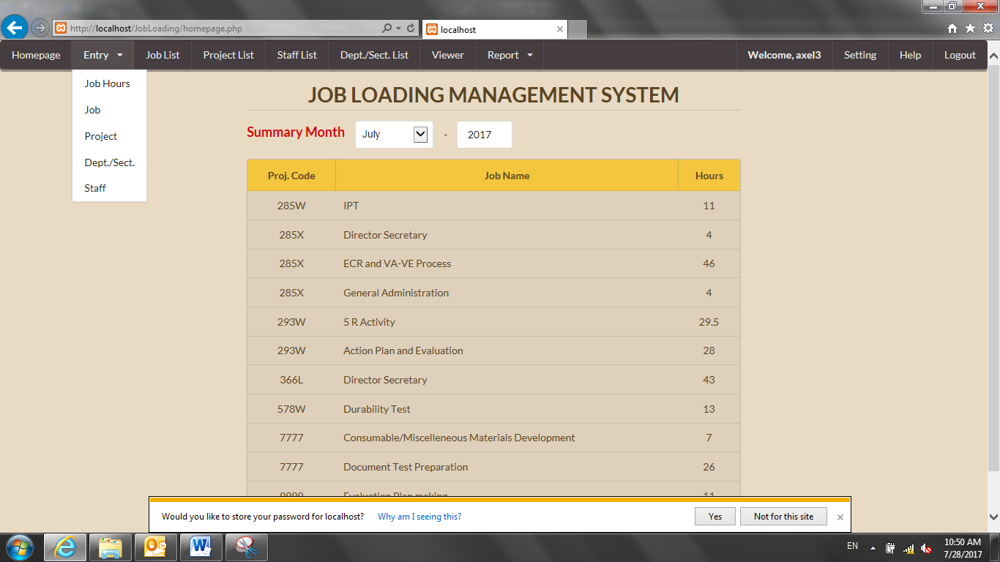 http://localhost/JobLoading/homepage.php
localhost
Homepage Entry Job List Project List Staff List Dept./Sect. List Viewer Report Welcome, axel3 Setting Help Logout
Job Hours
Job
Project
Dept./Sect.
Staff
JOB LOADING MANAGEMENT SYSTEM
Summary Month July - 2017
Proj. Code Job Name Hours
285W IPT 11
285X Director Secretary 4
285X ECR and VA-VE Process 46
285X General Administration 4
293W 5 R Activity 29.5
293W Action Plan and Evaluation 28
366L Director Secretary 43
578W Durability Test 13
7777 Consumable/Miscelleneous Materials Development 7
7777 Document Test Preparation 26
9999 Evaluation Plan making 11
Would you like to store your password for localhost? Why am I seeing this? Yes Not for this site
EN
10:50 AM
7/28/2017